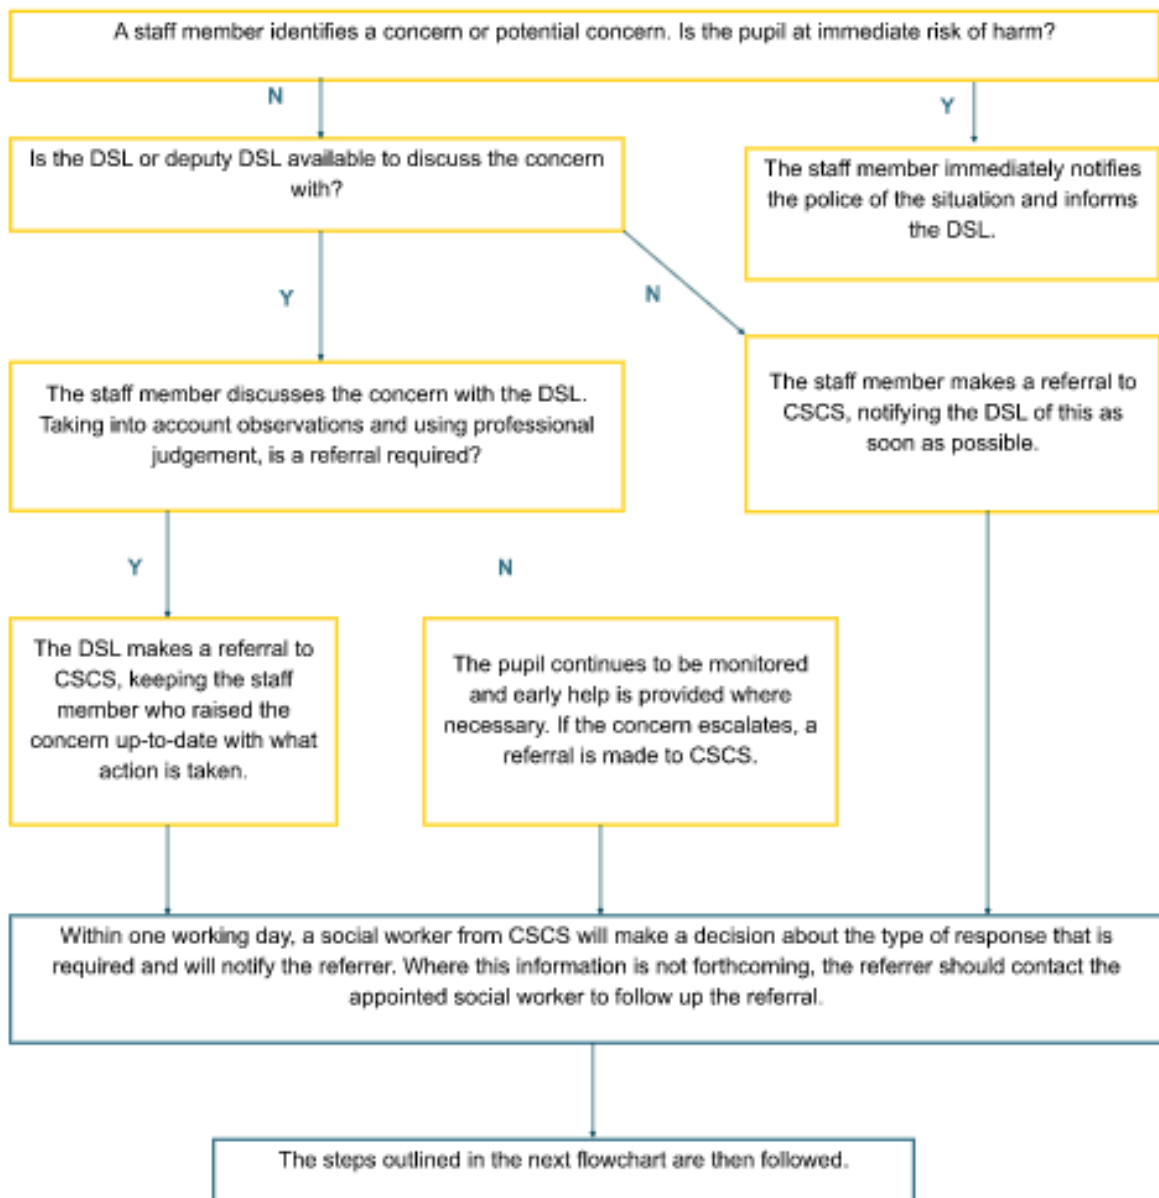 A staff member identifies a concern or potential concern. Is the pupil at immediate risk of harm?
N
Y
Is the DSL or deputy DSL available to discuss the concern
with?
The staff member immediately notifies
the police of the situation and informs
the DSL.
Y
N
The staff member discusses the concern with the DSL.
Taking into account observations and using professional
judgement, is a referral required?
The staff member makes a referral to
CSCS, notifying the DSL of this as
soon as possible.
Y
N
The DSL makes a referral to
CSCS, keeping the staff
member who raised the
concern up-to-date with what
action is taken.
The pupil continues to be monitored
and early help is provided where
necessary. If the concern escalates, a
referral is made to CSCS.
Within one working day, a social worker from CSCS will make a decision about the type of response that is
required and will notify the referrer. Where this information is not forthcoming, the referrer should contact the
appointed social worker to follow up the referral.
The steps outlined in the next flowchart are then followed.